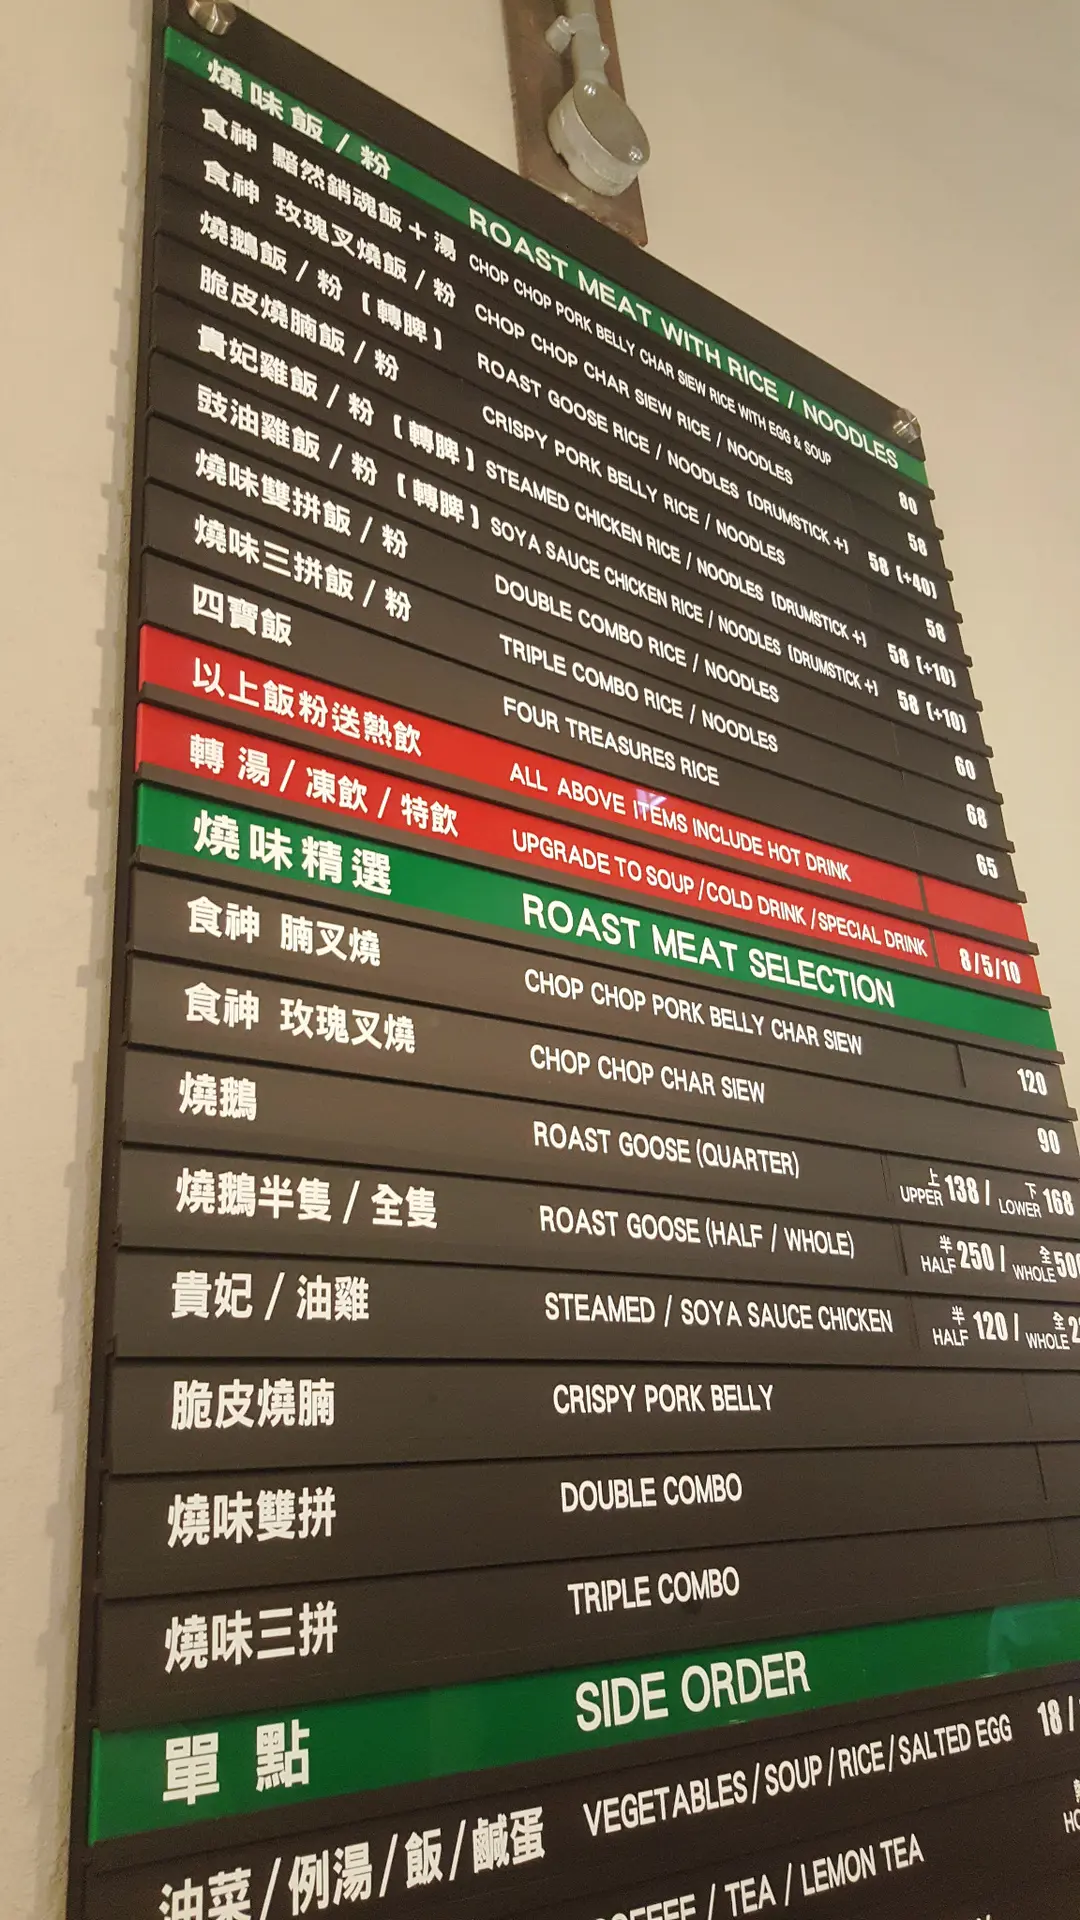 燒味飯 / 粉 ROAST MEAT WITH RICE / NOODLES
食神 黯然銷魂飯 + 湯 CHOP CHOP PORK BELLY CHAR SIEW RICE WITH EGG & SOUP 80
食神 玫瑰叉燒飯 / 粉 CHOP CHOP CHAR SIEW RICE / NOODLES 58
燒鵝飯 / 粉 [轉脾] ROAST GOOSE RICE / NOODLES [DRUMSTICK +] 58 [+40]
脆皮燒腩飯 / 粉 CRISPY PORK BELLY RICE / NOODLES 58
貴妃雞飯 / 粉 [轉脾] STEAMED CHICKEN RICE / NOODLES [DRUMSTICK +] 58 [+10]
豉油雞飯 / 粉 [轉脾] SOYA SAUCE CHICKEN RICE / NOODLES [DRUMSTICK +] 58 [+10]
燒味雙拼飯 / 粉 DOUBLE COMBO RICE / NOODLES 60
燒味三拼飯 / 粉 TRIPLE COMBO RICE / NOODLES 68
四寶飯 FOUR TREASURES RICE 65
以上飯粉送熱飲 ALL ABOVE ITEMS INCLUDE HOT DRINK
轉 湯 / 凍飲 / 特飲 UPGRADE TO SOUP / COLD DRINK / SPECIAL DRINK 8/5/10
燒味精選 ROAST MEAT SELECTION
食神 腩叉燒 CHOP CHOP PORK BELLY CHAR SIEW 120
食神 玫瑰叉燒 CHOP CHOP CHAR SIEW 90
燒鵝 ROAST GOOSE (QUARTER) 上 UPPER 138 / 下 LOWER 168
燒鵝半隻 / 全隻 ROAST GOOSE (HALF / WHOLE) 半 HALF 250 / 全 WHOLE 500
貴妃 / 油雞 STEAMED / SOYA SAUCE CHICKEN 半 HALF 120 / 全 WHOLE
脆皮燒腩 CRISPY PORK BELLY
燒味雙拼 DOUBLE COMBO
燒味三拼 TRIPLE COMBO
單 點 SIDE ORDER
油菜 / 例湯 / 飯 / 鹹蛋 VEGETABLES / SOUP / RICE / SALTED EGG 18 /
COFFEE / TEA / LEMON TEA